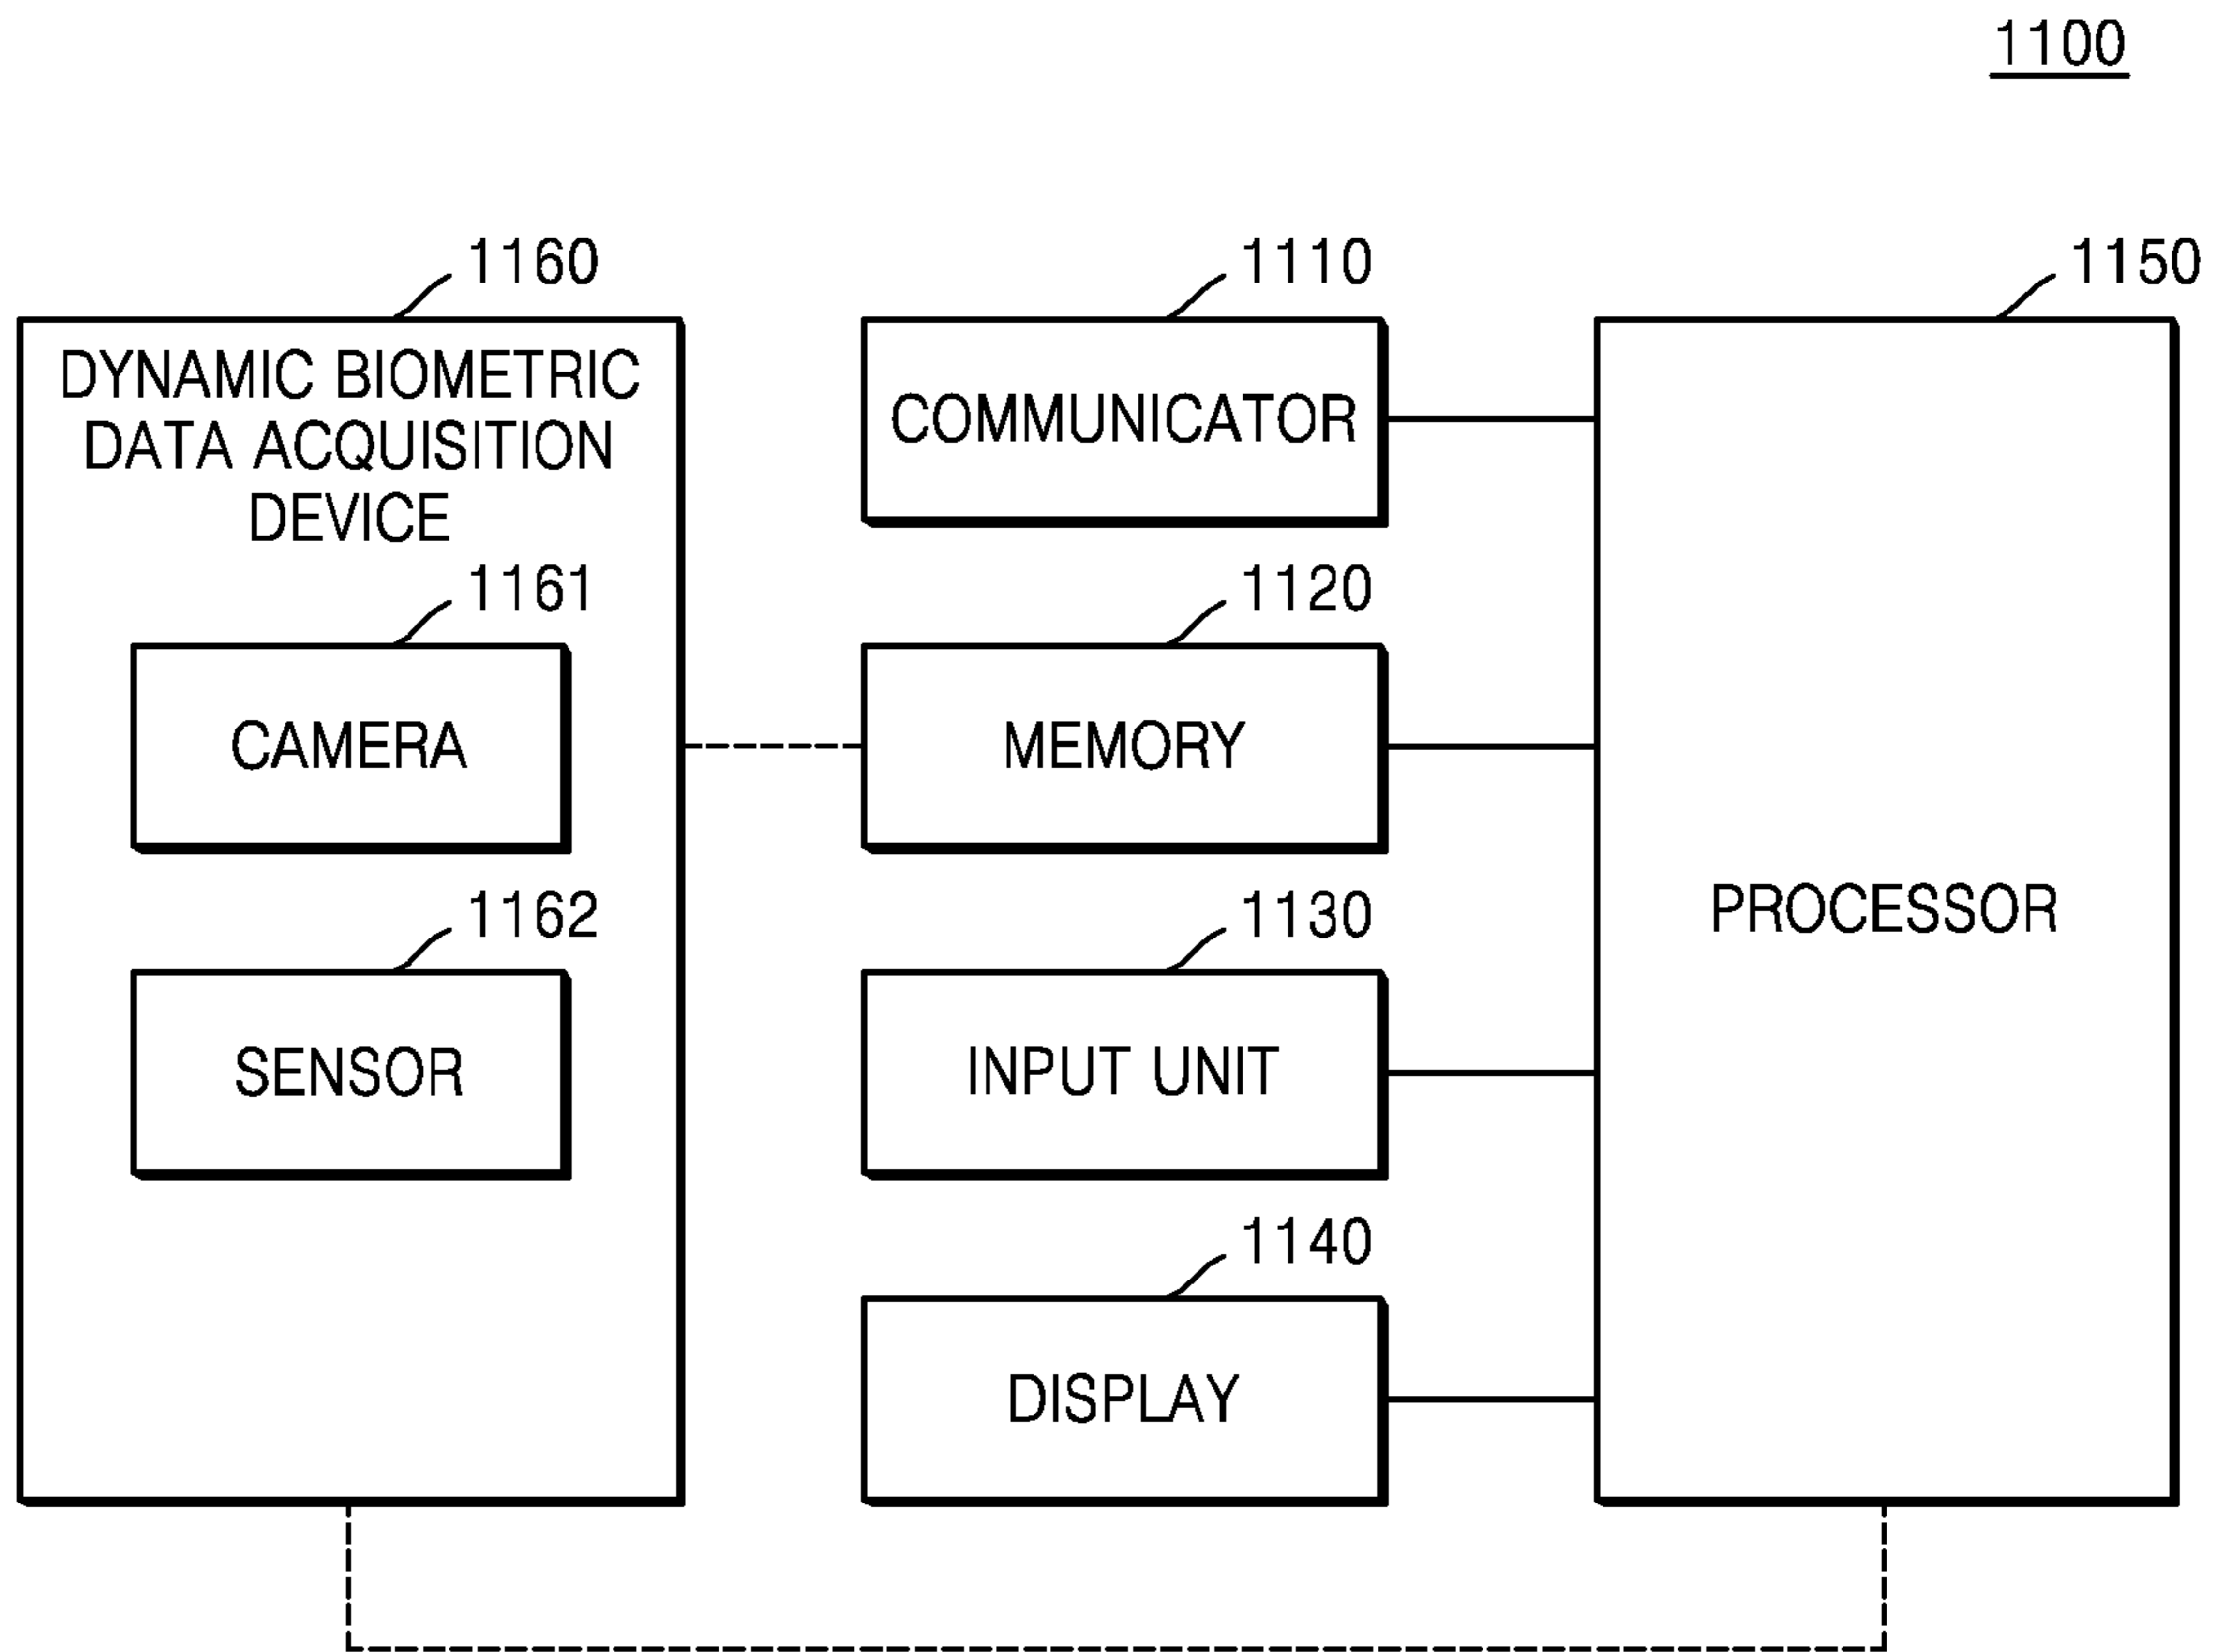 1100
1160
DYNAMIC BIOMETRIC
DATA ACQUISITION
DEVICE
1161
CAMERA
1162
SENSOR
1110
COMMUNICATOR
1120
MEMORY
1130
INPUT UNIT
1140
DISPLAY
1150
PROCESSOR